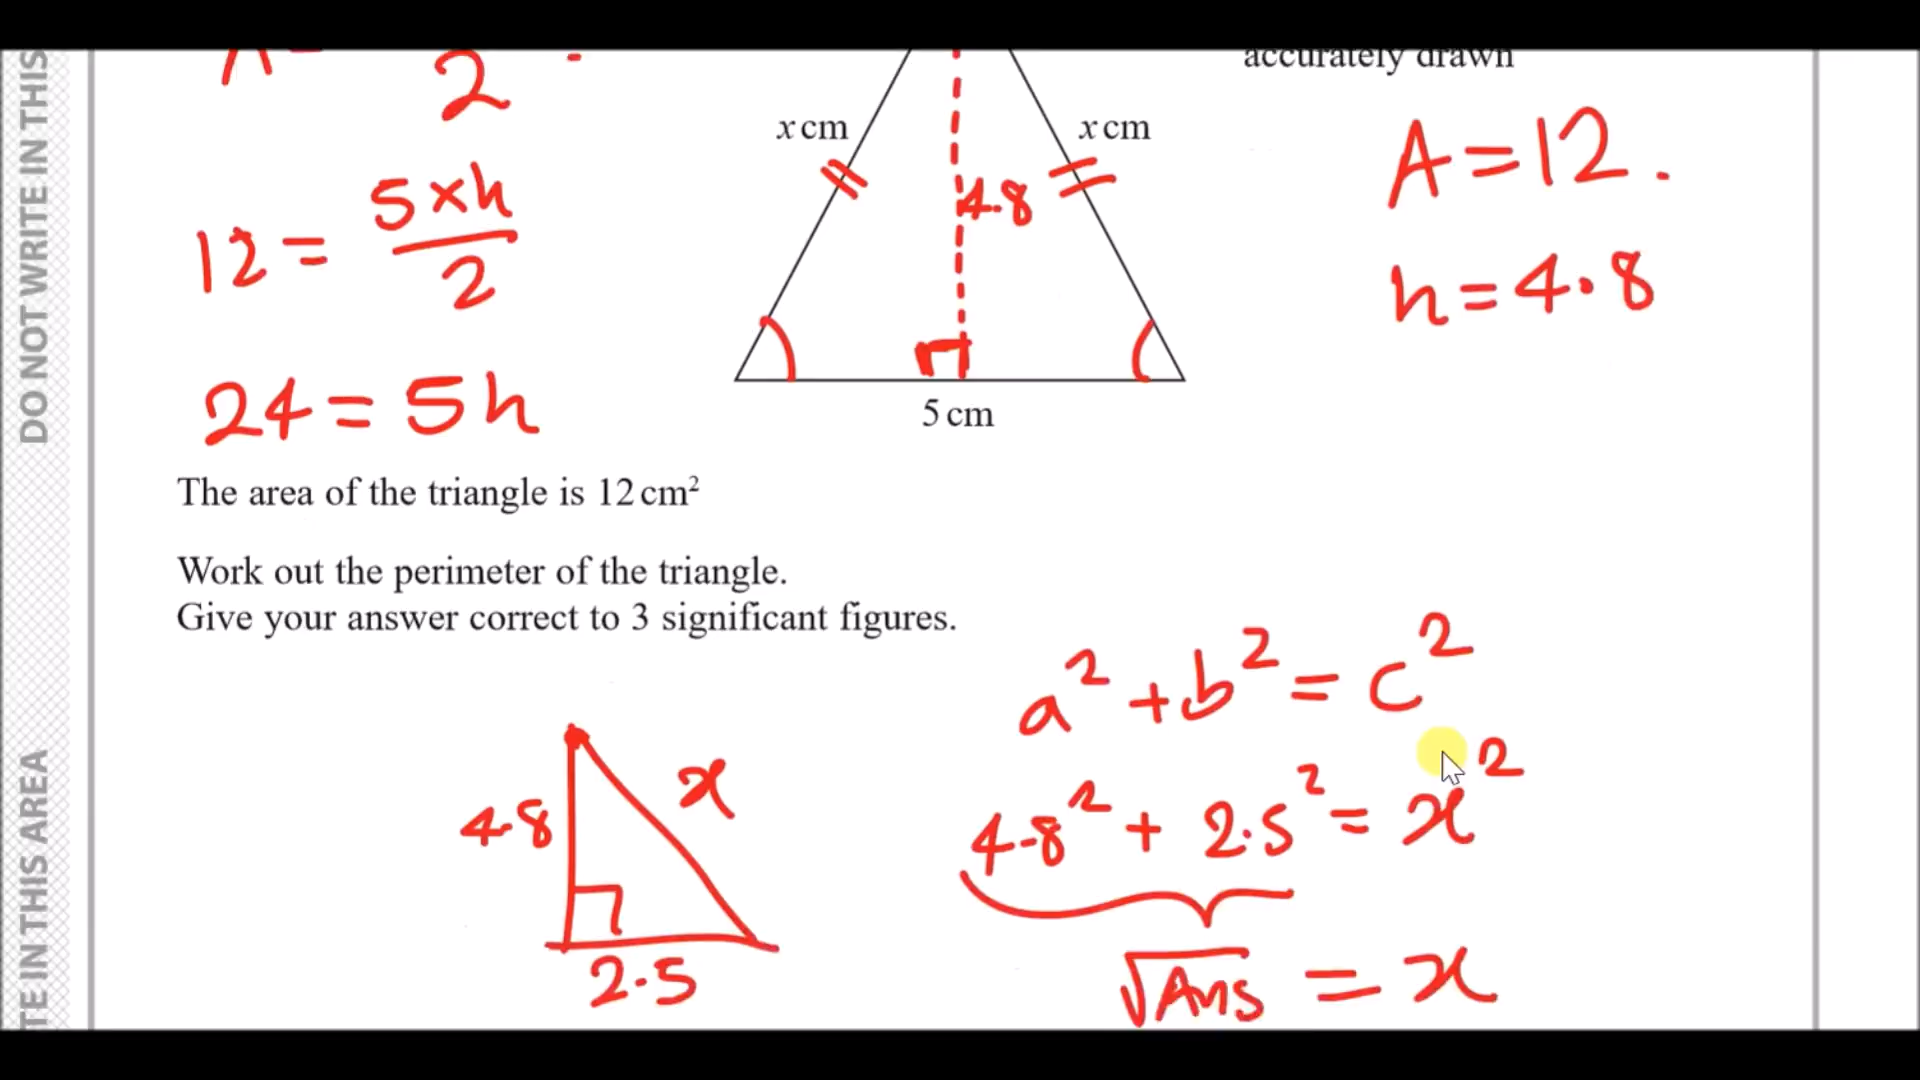 DO NOT WRITE IN THIS
TE IN THIS AREA
2
12 = 5 × h / 2
24 = 5h
accurately drawn
x cm
x cm
4.8
5 cm
A = 12.
h = 4.8
The area of the triangle is 12 cm²
Work out the perimeter of the triangle.
Give your answer correct to 3 significant figures.
4.8
x
2.5
a² + b² = c²
4.8² + 2.5² = x²
√Ans = x